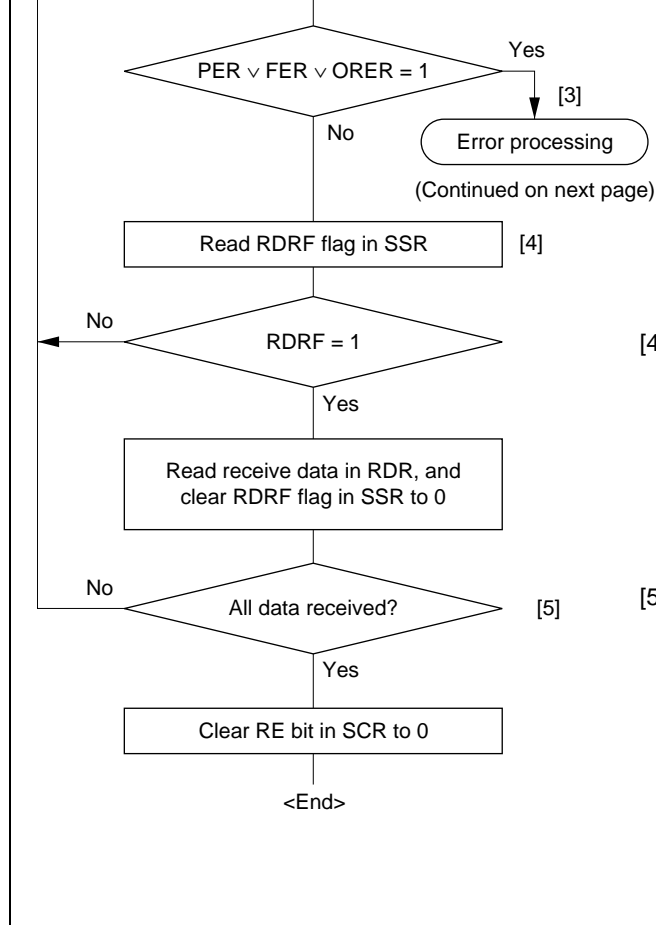 PER ∨ FER ∨ ORER = 1
Yes
[3]
No
Error processing
(Continued on next page)
Read RDRF flag in SSR
[4]
No
RDRF = 1
[4
Yes
Read receive data in RDR, and
clear RDRF flag in SSR to 0
No
All data received?
[5]
[5
Yes
Clear RE bit in SCR to 0
<End>